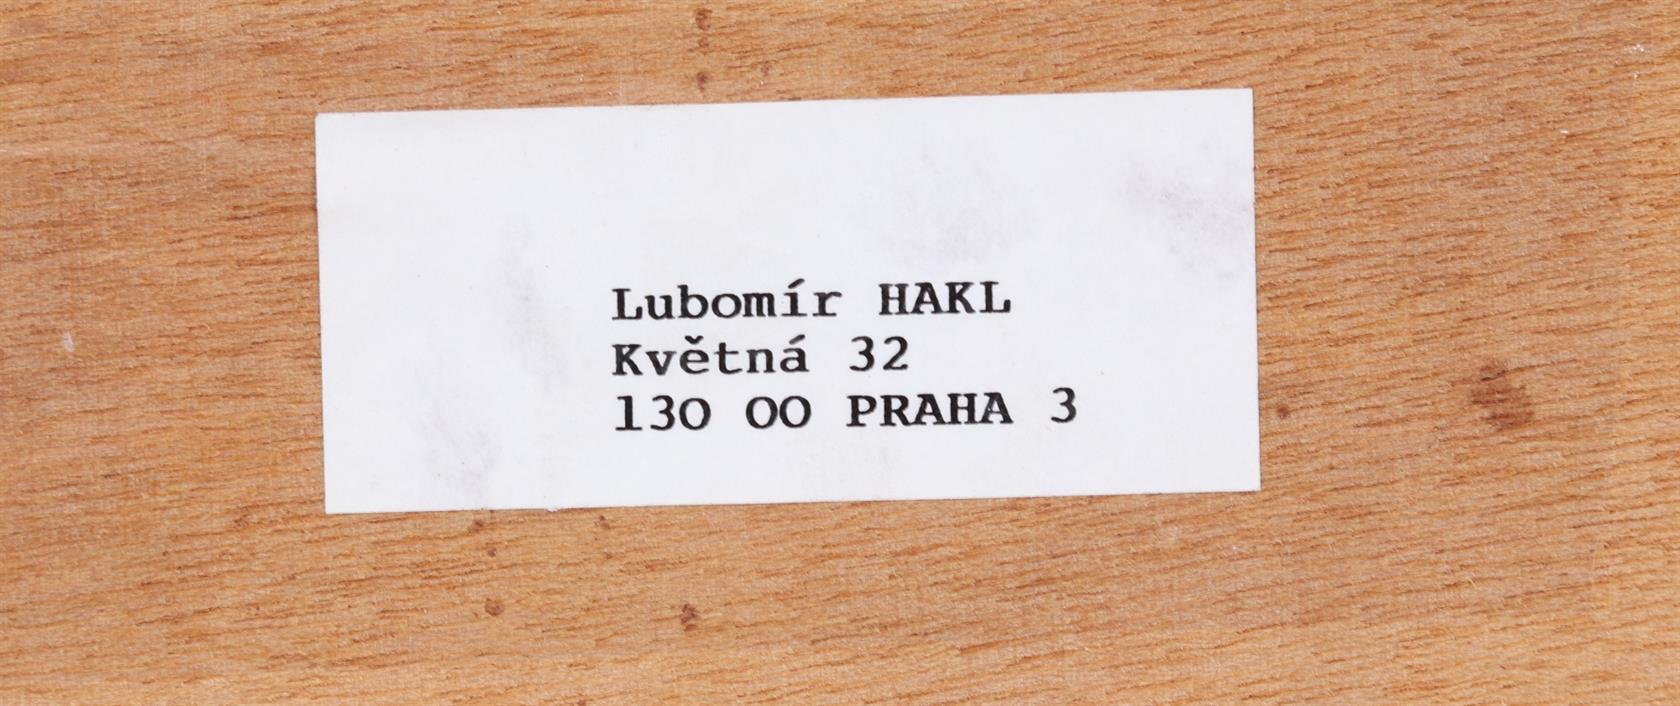 Lubomír HAKL
Květná 32
130 00 PRAHA 3